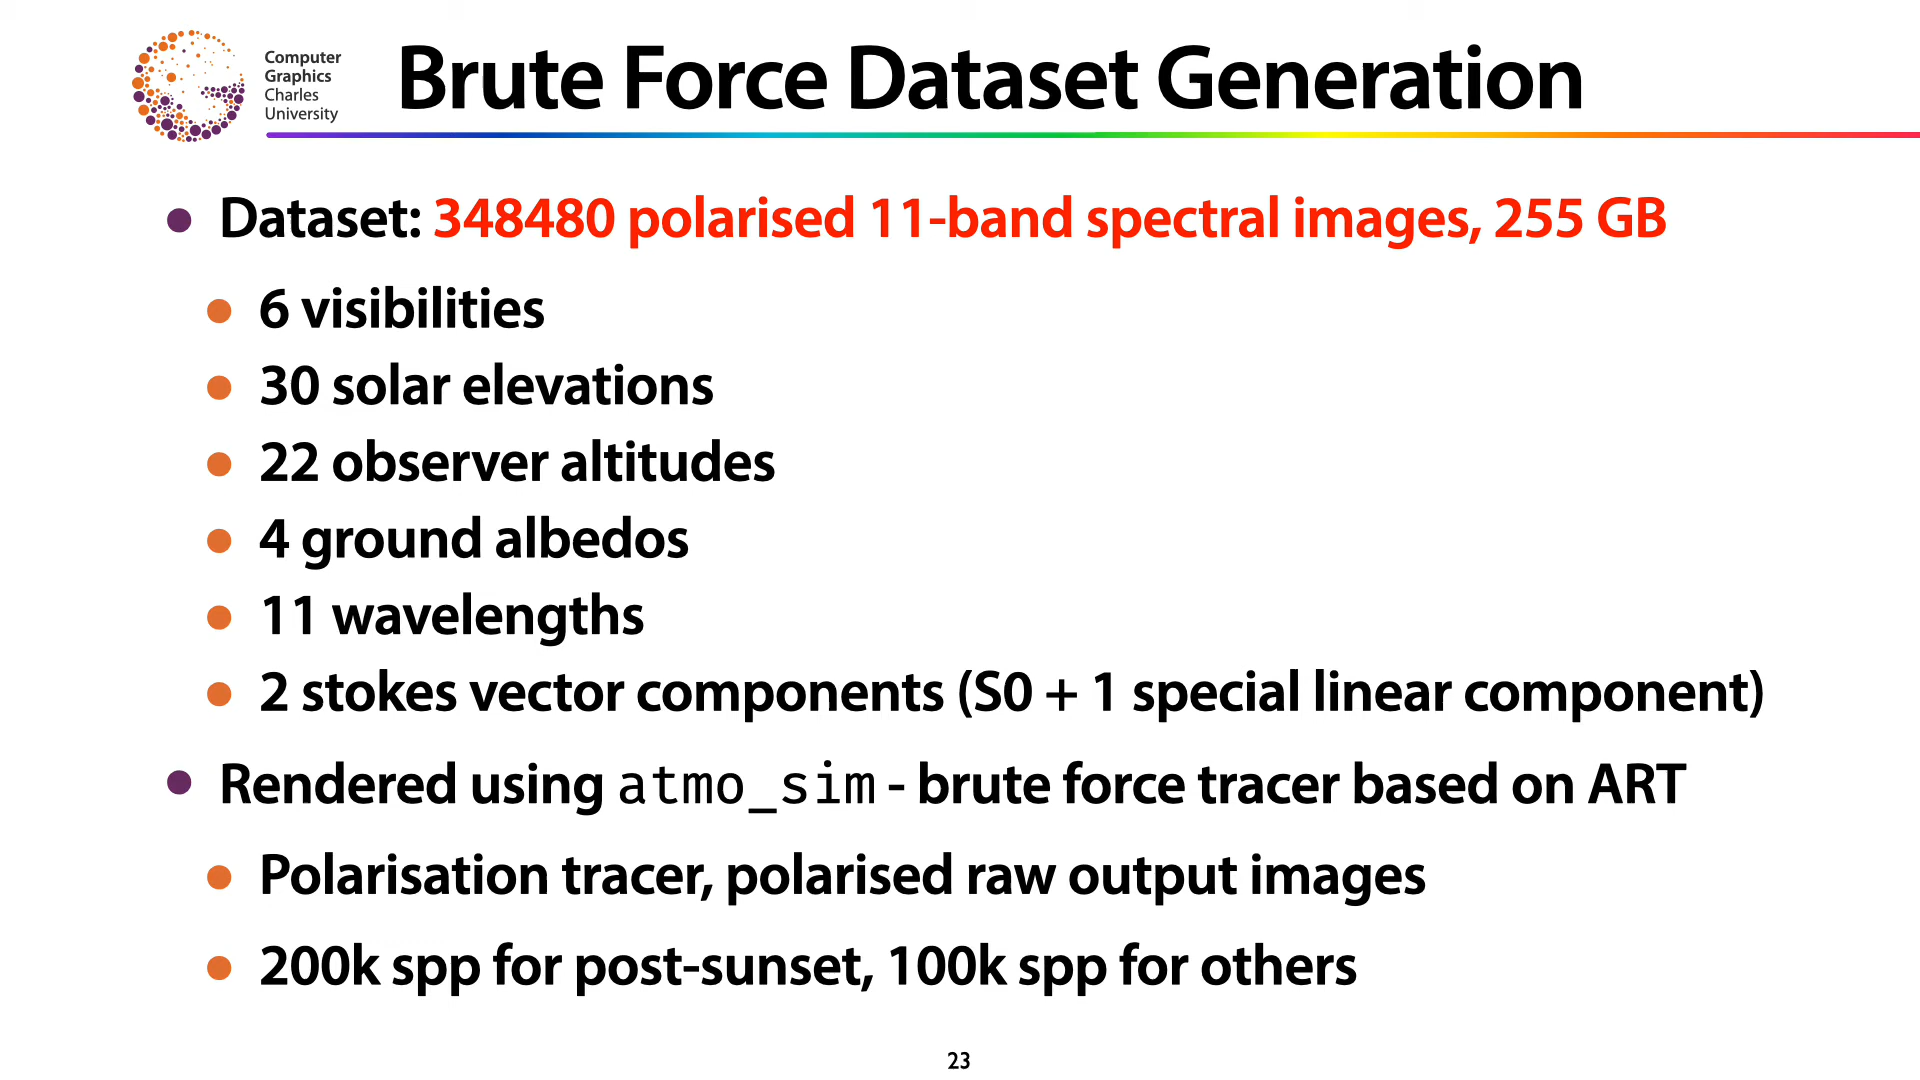 Computer
Graphics
Charles
University
Brute Force Dataset Generation
Dataset: 348480 polarised 11-band spectral images, 255 GB
6 visibilities
30 solar elevations
22 observer altitudes
4 ground albedos
11 wavelengths
2 stokes vector components (S0 + 1 special linear component)
Rendered using atmo_sim - brute force tracer based on ART
Polarisation tracer, polarised raw output images
200k spp for post-sunset, 100k spp for others
23